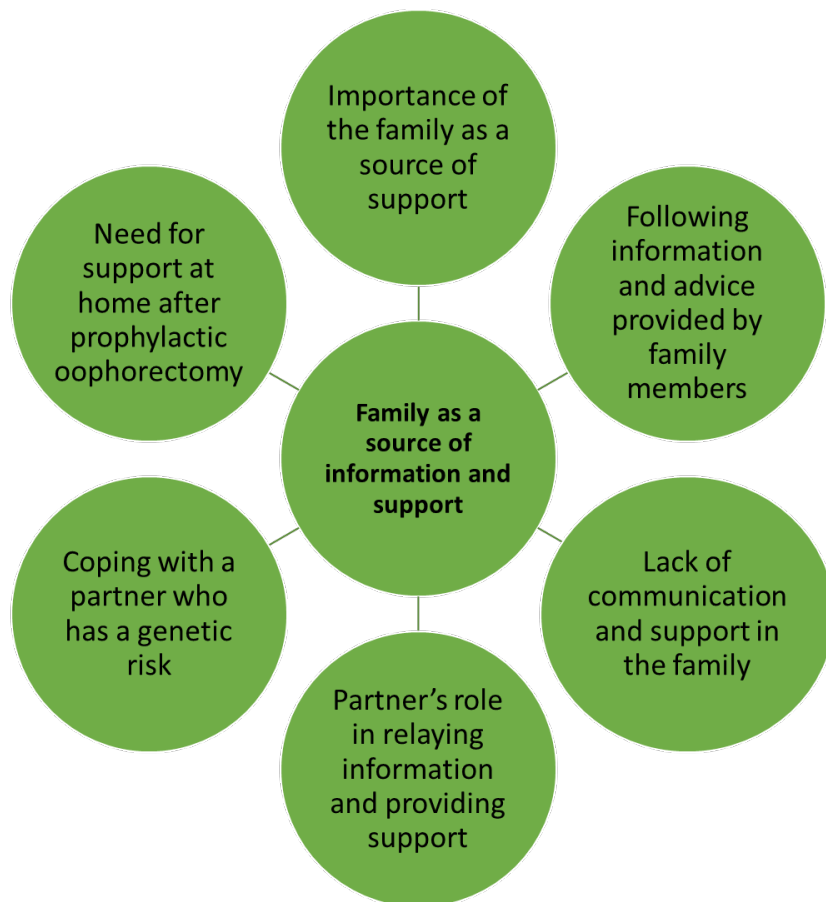 Importance of
the family as a
source of
support
Following
information
and advice
provided by
family
members
Lack of
communication
and support in
the family
Partner’s role
in relaying
information
and providing
support
Coping with a
partner who
has a genetic
risk
Need for
support at
home after
prophylactic
oophorectomy
Family as a
source of
information and
support